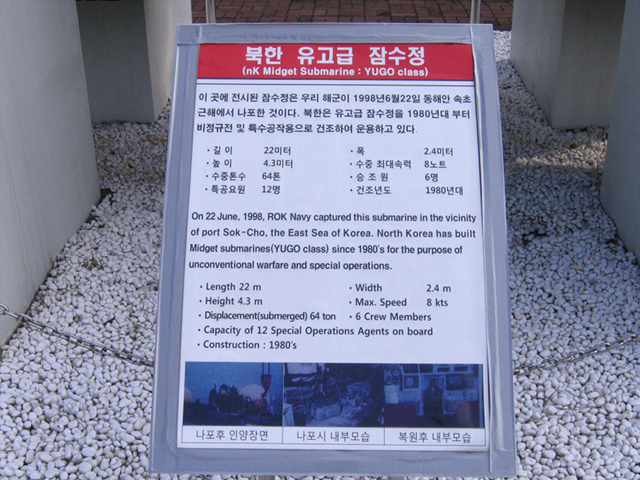 북한 유고급 잠수정
(nK Midget Submarine : YUGO class)
이 곳에 전시된 잠수정은 우리 해군이 1998년6월22일 동해안 속초
근해에서 나포한 것이다. 북한은 유고급 잠수정을 1980년대 부터
비정규전 및 특수공작용으로 건조하여 운용하고 있다.
· 길 이 22미터 · 폭 2.4미터
· 높 이 4.3미터 · 수중 최대속력 8노트
· 수중톤수 64톤 · 승 조 원 6명
· 특공요원 12명 · 건조년도 1980년대
On 22 June, 1998, ROK Navy captured this submarine in the vicinity
of port Sok-Cho, the East Sea of Korea. North Korea has built
Midget submarines(YUGO class) since 1980's for the purpose of
unconventional warfare and special operations.
· Length 22 m · Width 2.4 m
· Height 4.3 m · Max. Speed 8 kts
· Displacement(submerged) 64 ton · 6 Crew Members
· Capacity of 12 Special Operations Agents on board
· Construction : 1980's
나포후 인양장면 나포시 내부모습 복원후 내부모습